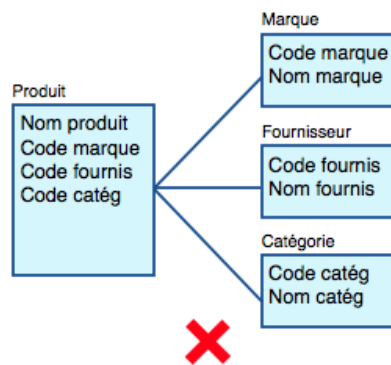 Produit
Nom produit
Code marque
Code fournis
Code catég
Marque
Code marque
Nom marque
Fournisseur
Code fournis
Nom fournis
Catégorie
Code catég
Nom catég